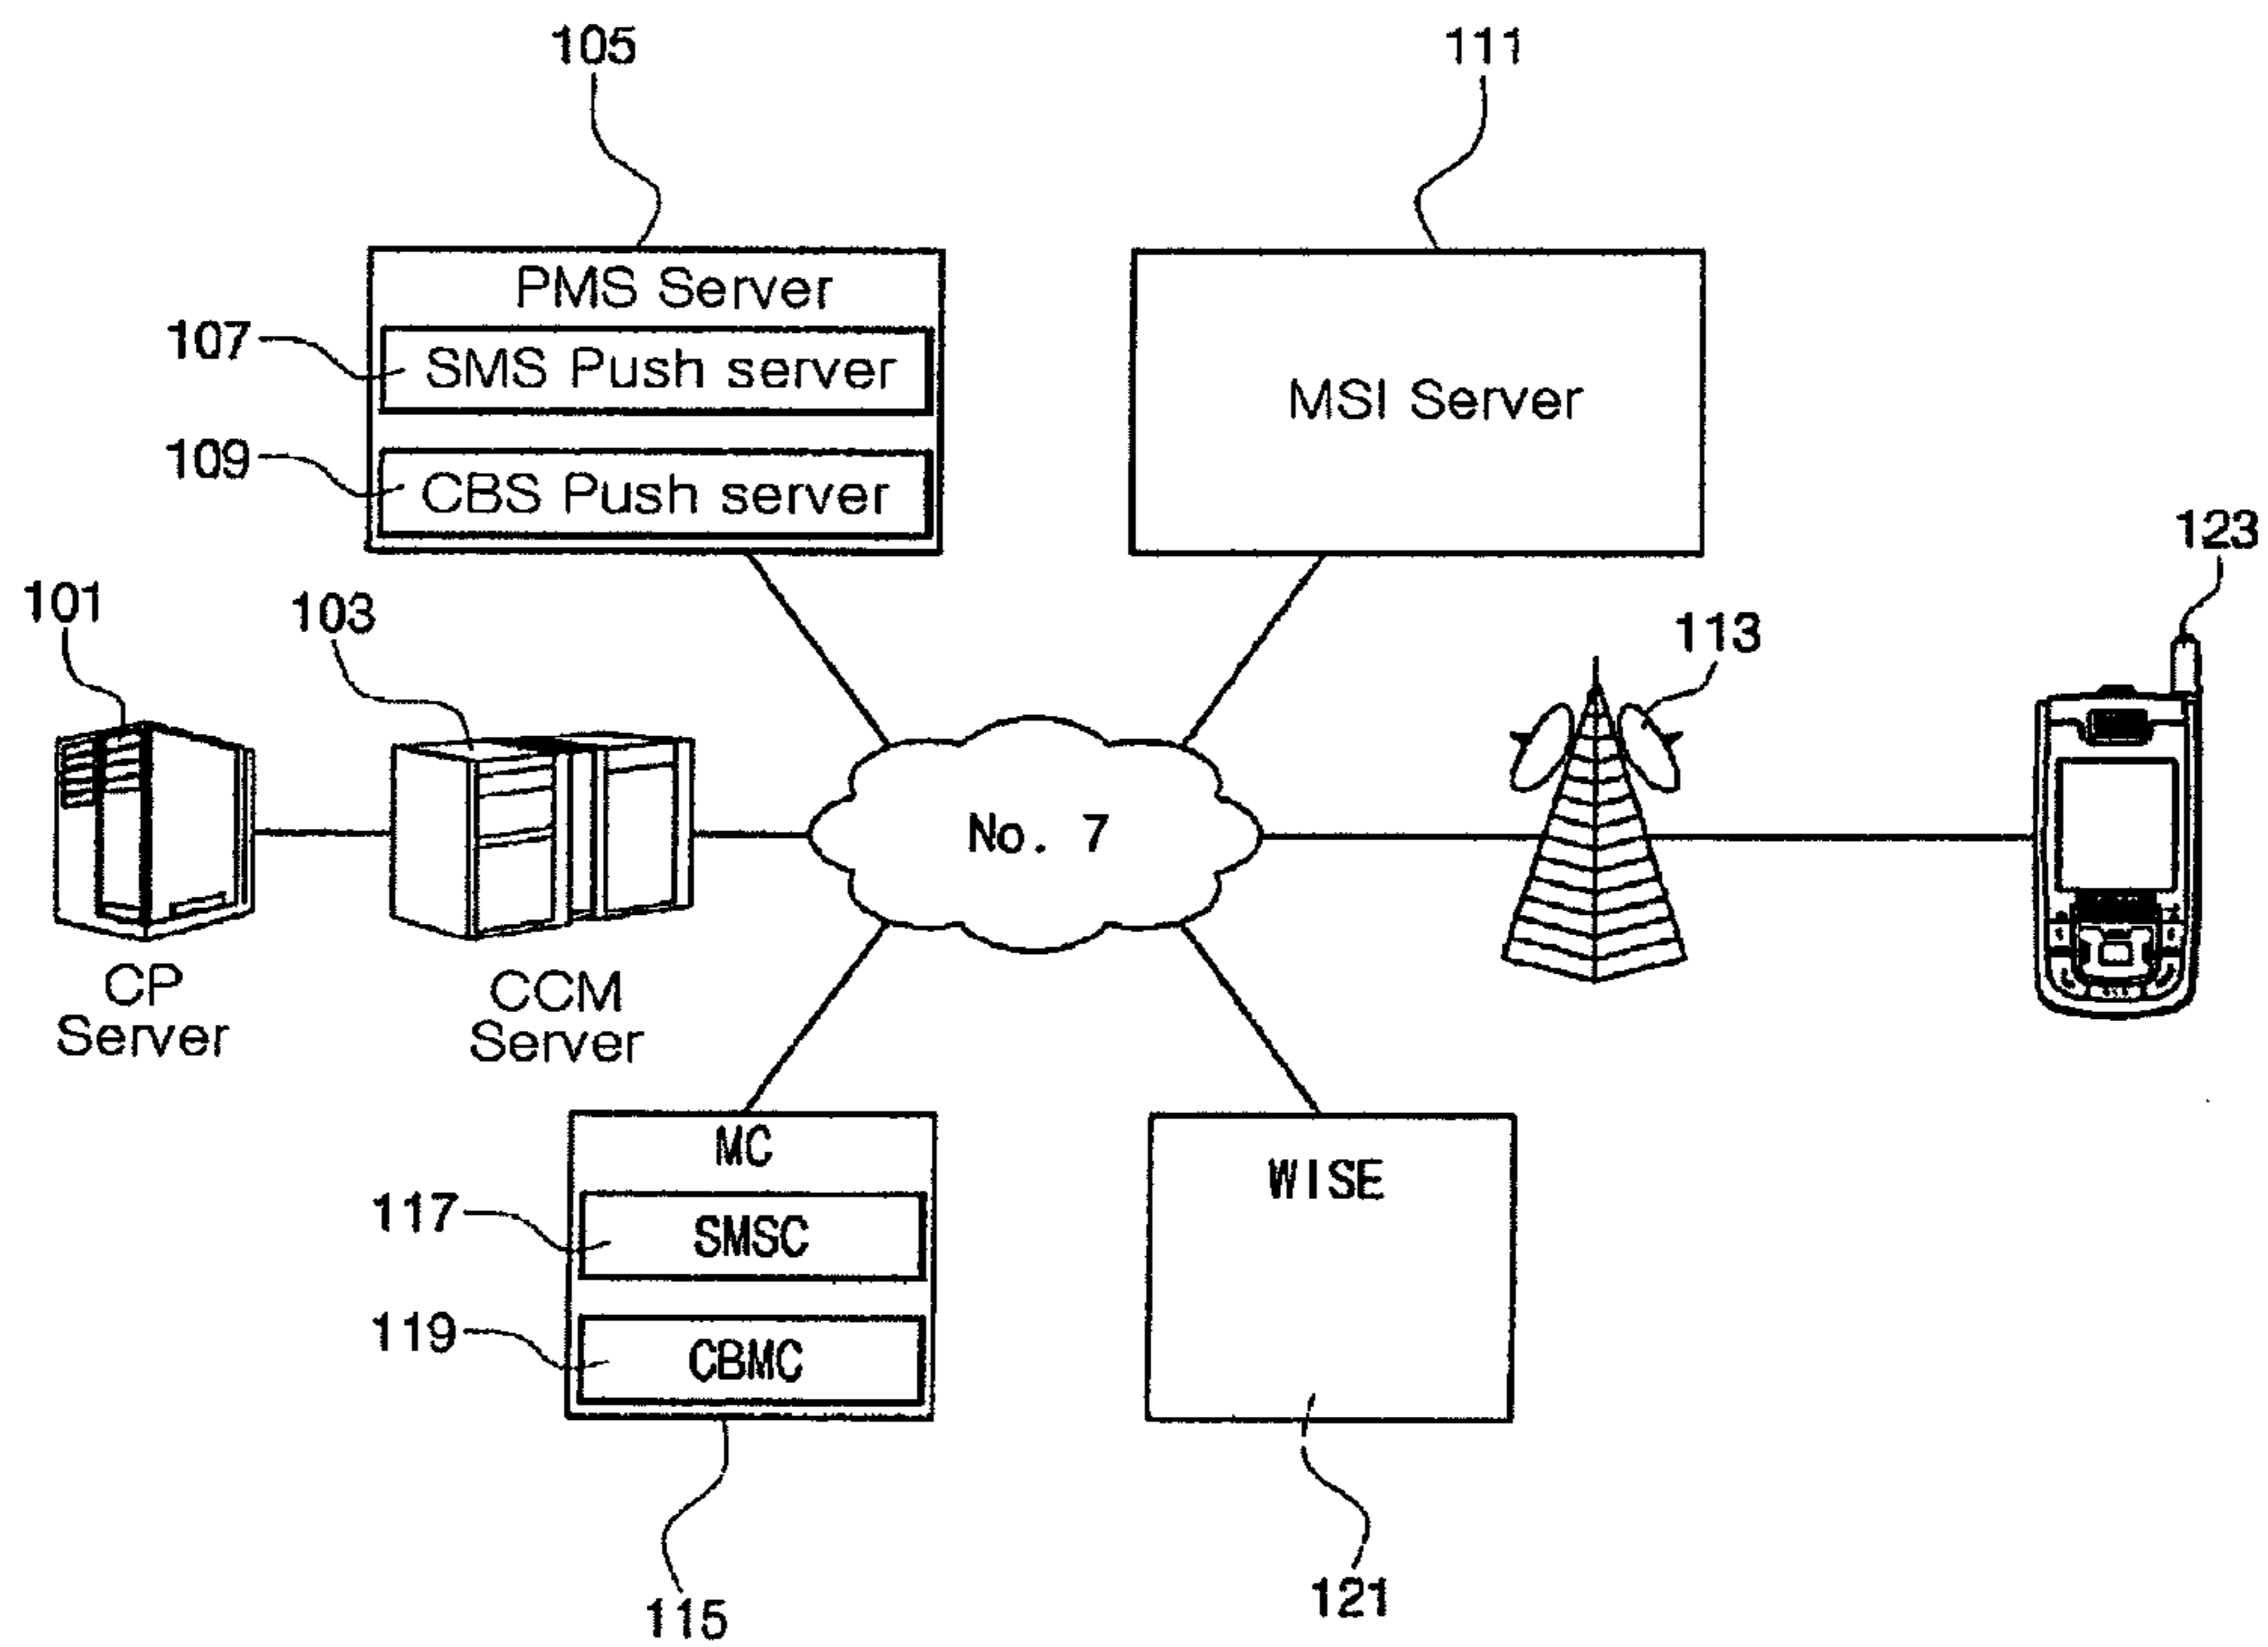 105
111
PMS Server
107
SMS Push server
MSI Server
109
CBS Push server
123
101
103
113
No. 7
CP
Server
CCM
Server
MC
WISE
117
SMSC
119
CBMC
121
115